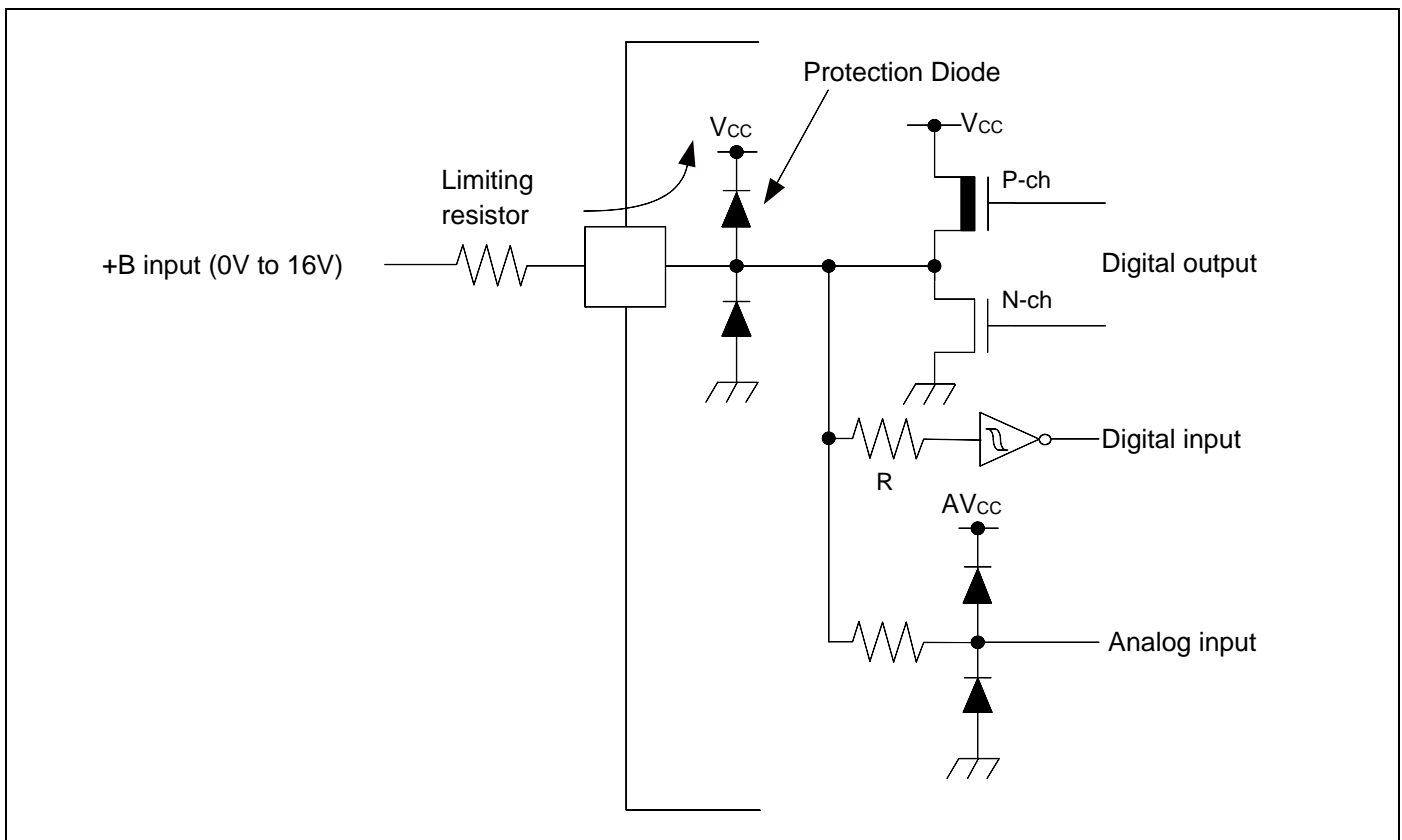 Protection Diode
VCC
VCC
Limiting
resistor
P-ch
+B input (0V to 16V)
Digital output
N-ch
Digital input
R
AVCC
Analog input